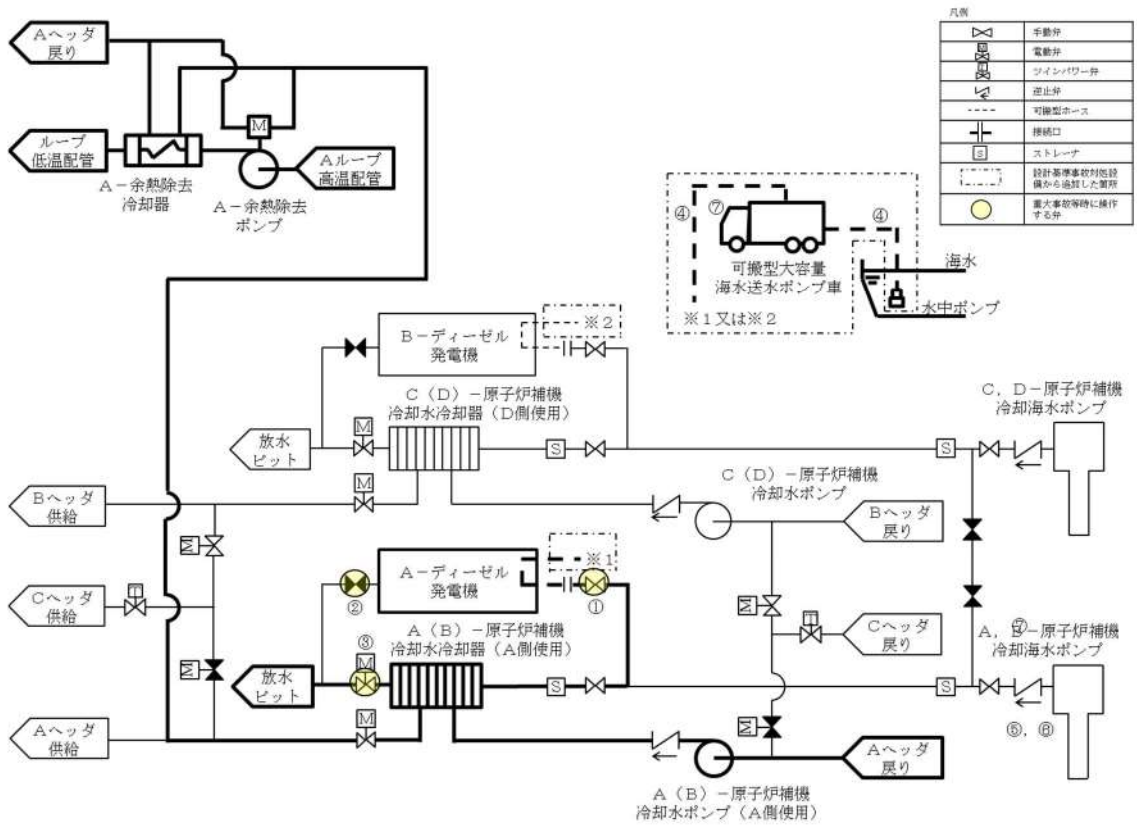 Aヘッダ
戻り
ループ
低温配管
A-余熱除去
冷却器
Aループ
高温配管
A-余熱除去
ポンプ
M
凡例
手動弁
M
電動弁
T
ツインパワー弁
逆止弁
可搬型ホース
接続口
S
ストレーナ
設計基準事故対処設
備から追加した箇所
重大事故等時に操作
する弁
④
⑦
④
可搬型大容量
海水送水ポンプ車
海水
水中ポンプ
※1又は※2
B-ディーゼル
発電機
※2
C(D)-原子炉補機
冷却水冷却器(D側使用)
放水
ピット
M
S
S
C,D-原子炉補機
冷却海水ポンプ
Bヘッダ
供給
M
C(D)-原子炉補機
冷却水ポンプ
Bヘッダ
戻り
M
A-ディーゼル
発電機
※1
②
①
Cヘッダ
供給
T
M
T
Cヘッダ
戻り
A(B)-原子炉補機
冷却水冷却器(A側使用)
③
M
放水
ピット
M
S
S
A,B-原子炉補機
冷却海水ポンプ
⑦
⑤,⑥
Aヘッダ
供給
M
M
Aヘッダ
戻り
A(B)-原子炉補機
冷却水ポンプ(A側使用)